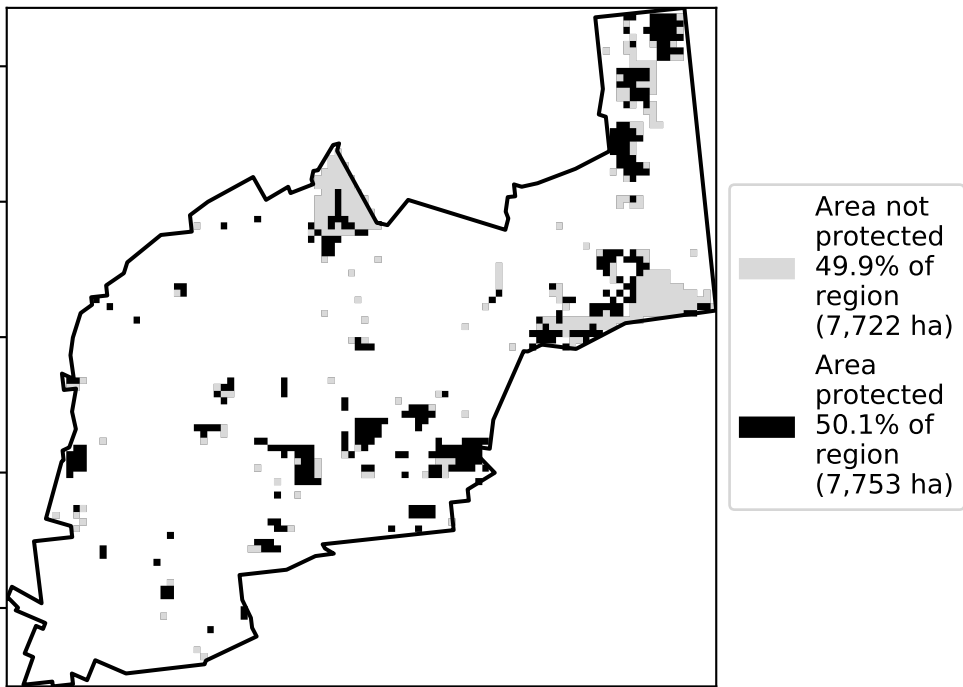 Area not
protected
49.9% of
region
(7,722 ha)
Area
protected
50.1% of
region
(7,753 ha)